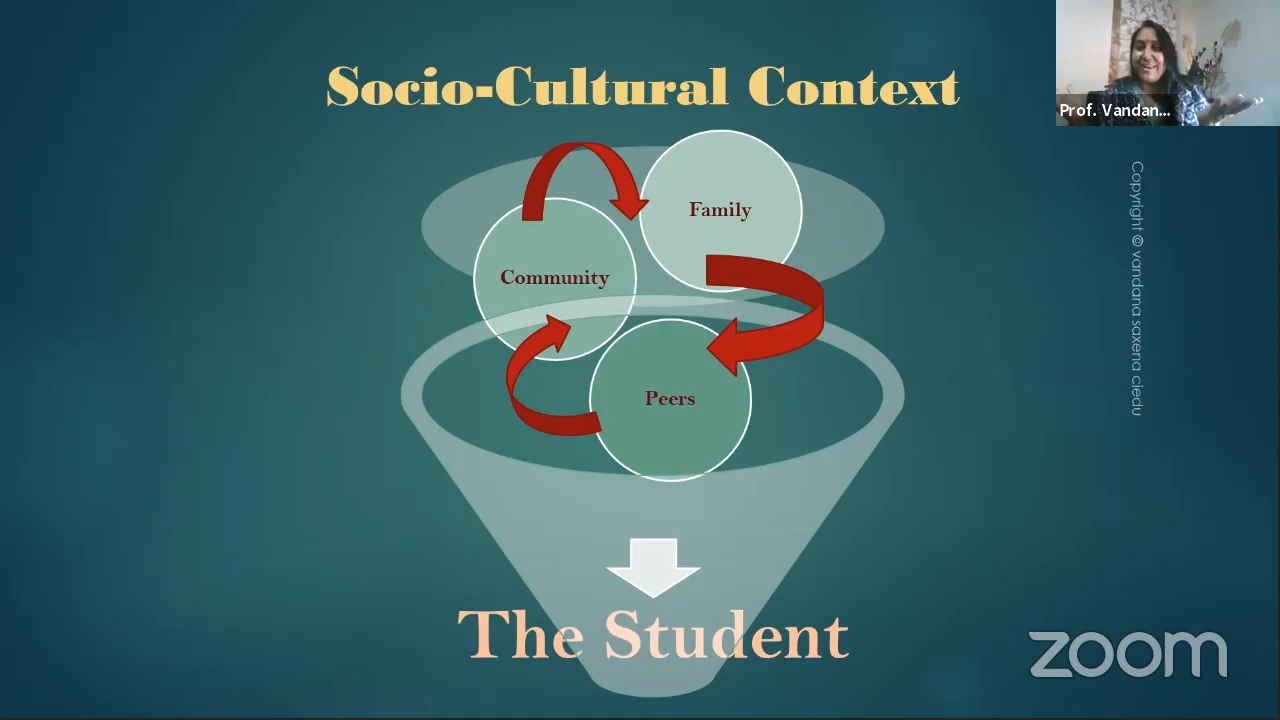 Socio-Cultural Context
Prof. Vandan...
Family
Community
Peers
The Student
Copyright © vandana saxena ciedu
zoom